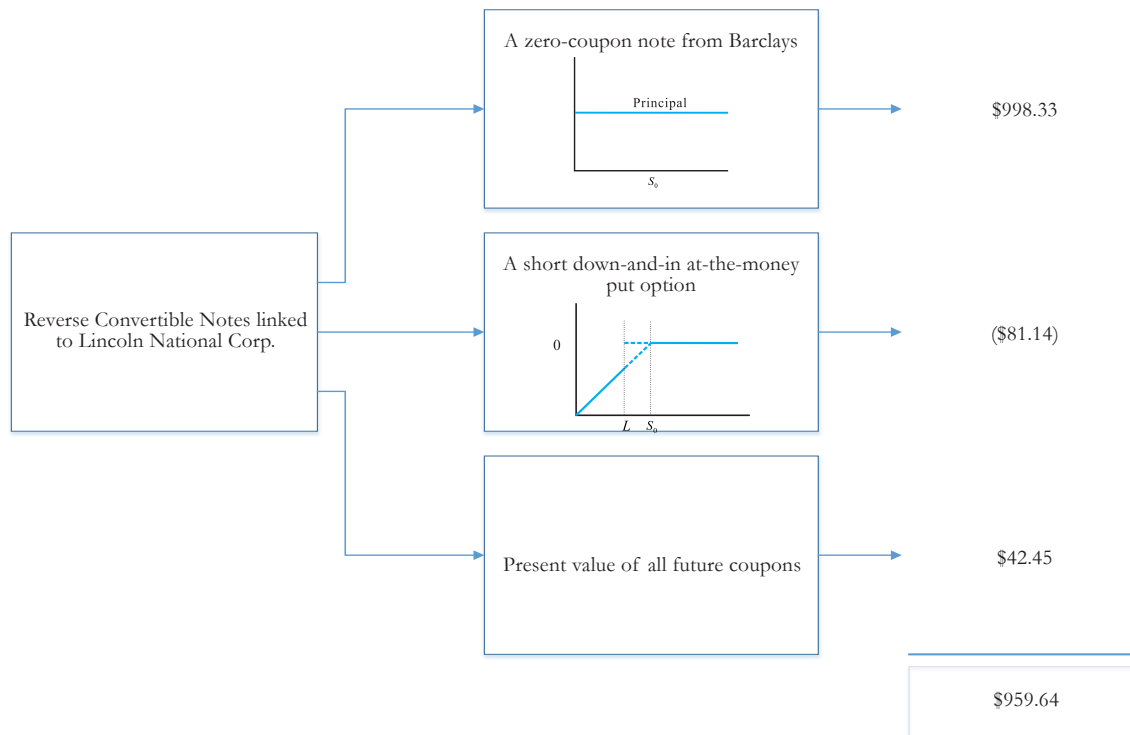 A zero-coupon note from Barclays
Principal
S₀
$998.33
Reverse Convertible Notes linked
to Lincoln National Corp.
A short down-and-in at-the-money
put option
0
L S₀
($81.14)
Present value of all future coupons
$42.45
$959.64